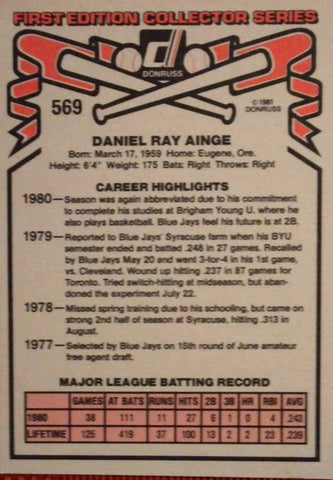 FIRST EDITION COLLECTOR SERIES
DONRUSS
569
© 1981
DONRUSS
DANIEL RAY AINGE
Born: March 17, 1959 Home: Eugene, Ore.
Height: 6'4" Weight: 175 Bats: Right Throws: Right
CAREER HIGHLIGHTS
1980—Season was again abbreviated due to his commitment
to complete his studies at Brigham Young U. where he
also plays basketball. Blue Jays feel his future is at 2B.
1979—Reported to Blue Jays' Syracuse farm when his BYU
semester ended and batted .248 in 27 games. Recalled
by Blue Jays May 20 and went 3-for-4 in his 1st game,
vs. Cleveland. Wound up hitting .237 in 87 games for
Toronto. Tried switch-hitting at midseason, but aban-
doned the experiment July 22.
1978—Missed spring training due to his schooling, but came on
strong 2nd half of season at Syracuse, hitting .313 in
August.
1977—Selected by Blue Jays on 15th round of June amateur
free agent draft.
MAJOR LEAGUE BATTING RECORD
GAMES AT BATS RUNS HITS 2B 3B HR RBI AVG
1980 38 111 11 27 6 1 0 4 .243
LIFETIME 125 419 37 100 13 2 2 23 .239